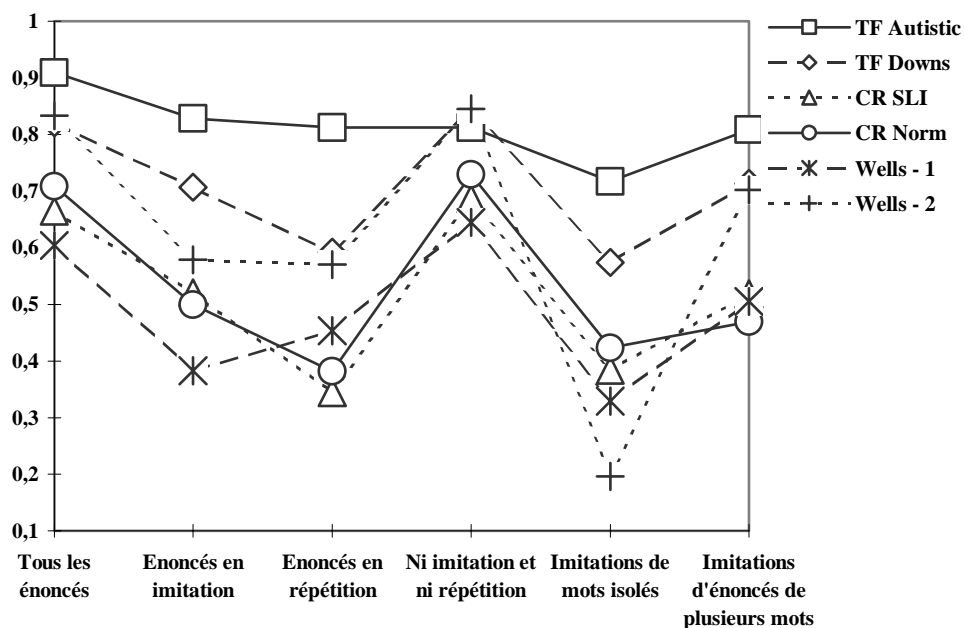 1
0,9
0,8
0,7
0,6
0,5
0,4
0,3
0,2
0,1
Tous les
énoncés
Enoncés en
imitation
Enoncés en
répétition
Ni imitation et
ni répétition
Imitations de
mots isolés
Imitations
d'énoncés de
plusieurs mots
TF Autistic
TF Downs
CR SLI
CR Norm
Wells - 1
Wells - 2